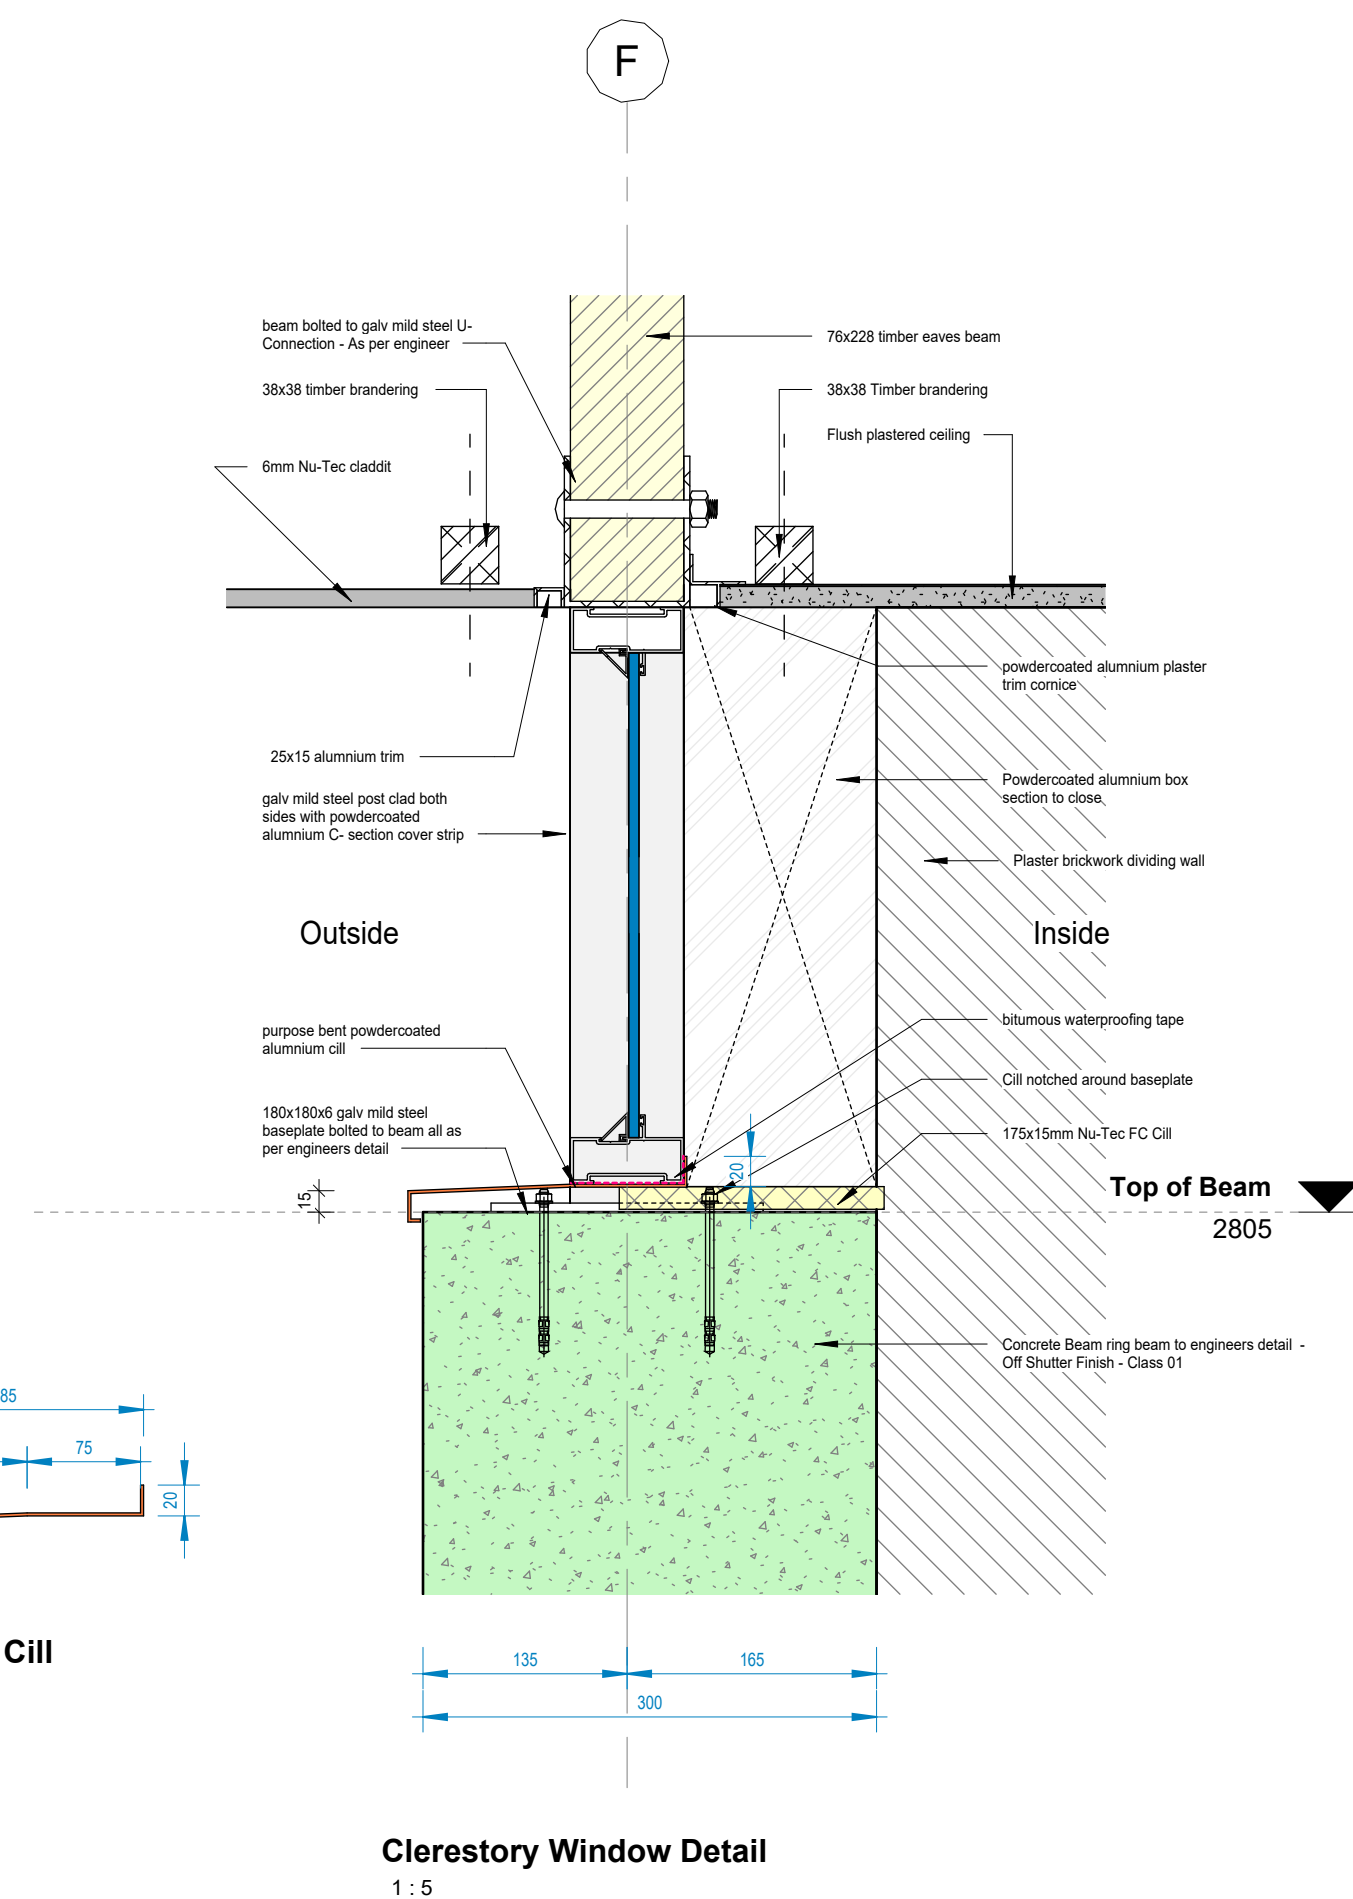 F
beam bolted to galv mild steel U-
Connection - As per engineer
76x228 timber eaves beam
38x38 timber brandering
38x38 Timber brandering
Flush plastered ceiling
6mm Nu-Tec claddit
powdercoated alumnium plaster
trim cornice
25x15 alumnium trim
galv mild steel post clad both
sides with powdercoated
alumnium C- section cover strip
Powdercoated alumnium box
section to close
Plaster brickwork dividing wall
Outside
Inside
purpose bent powdercoated
alumnium cill
bitumous waterproofing tape
Cill notched around baseplate
180x180x6 galv mild steel
baseplate bolted to beam all as
per engineers detail
175x15mm Nu-Tec FC Cill
20
15
Top of Beam
2805
Concrete Beam ring beam to engineers detail -
Off Shutter Finish - Class 01
85
75
20
Cill
135
165
300
Clerestory Window Detail
1 : 5